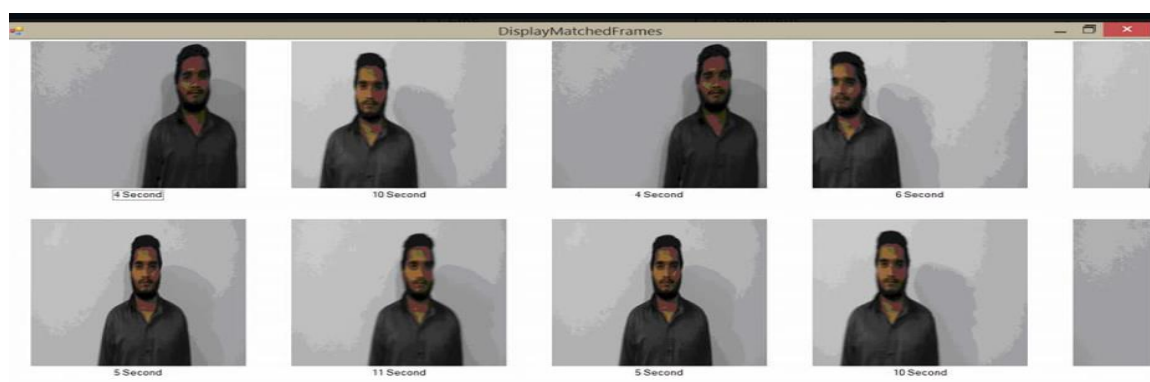 DisplayMatchedFrames
4 Second 10 Second 4 Second 6 Second
5 Second 11 Second 5 Second 10 Second